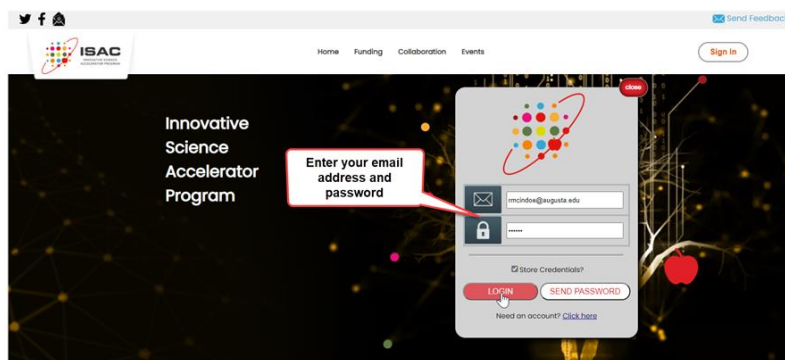 Send Feedback
ISAC
INNOVATIVE SCIENCE
ACCELERATOR PROGRAM
Home Funding Collaboration Events
Sign In
close
Innovative
Science
Accelerator
Program
Enter your email
address and
password
rmcindoe@augusta.edu
Store Credentials?
LOGIN SEND PASSWORD
Need an account? Click here